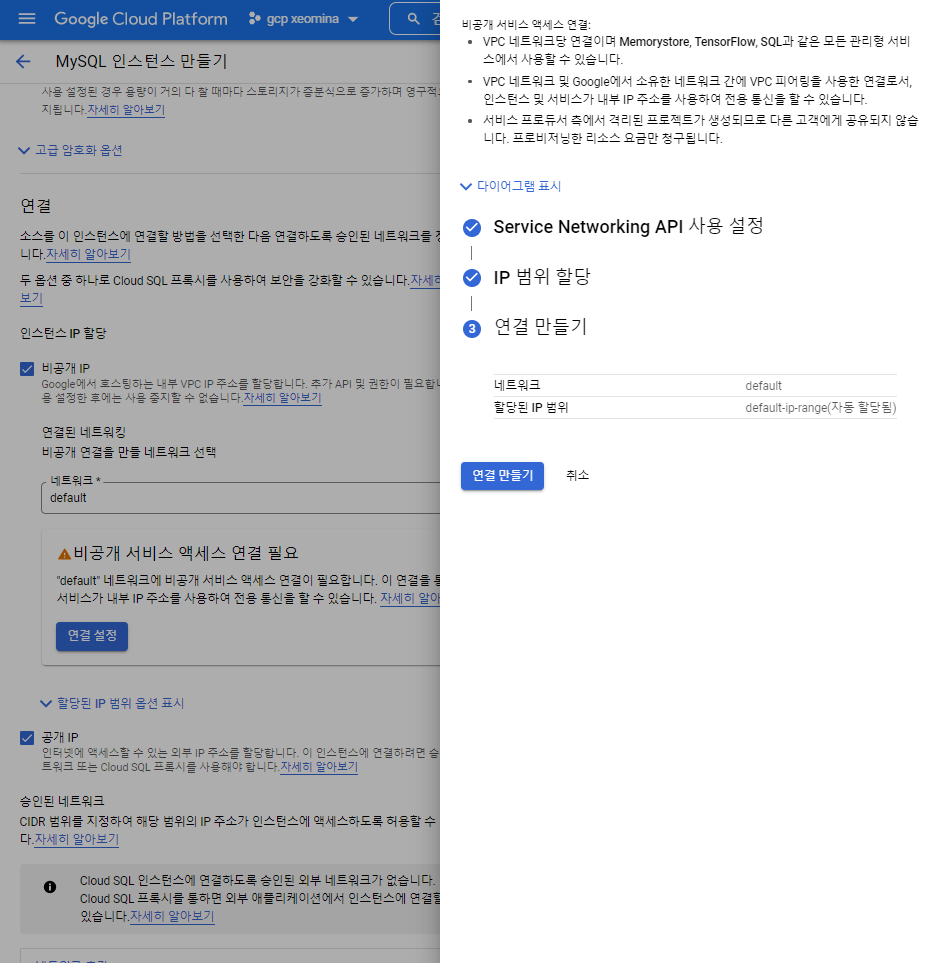 Google Cloud Platform
gcp xeomina
MySQL 인스턴스 만들기
사용 설정된 경우 용량이 거의 다 찰 때마다 스토리지가 증분식으로 증가하며 영구적으
지됩니다.자세히 알아보기
고급 암호화 옵션
연결
소스를 이 인스턴스에 연결할 방법을 선택한 다음 연결하도록 승인된 네트워크를
니다.자세히 알아보기
두 옵션 중 하나로 Cloud SQL 프록시를 사용하여 보안을 강화할 수 있습니다.자세히
보기
인스턴스 IP 할당
비공개 IP
Google에서 호스팅하는 내부 VPC IP 주소를 할당합니다. 추가 API 및 권한이 필요합니
용 설정한 후에는 사용 중지할 수 없습니다.자세히 알아보기
연결된 네트워킹
비공개 연결을 만들 네트워크 선택
네트워크 *
default
비공개 서비스 액세스 연결 필요
"default" 네트워크에 비공개 서비스 액세스 연결이 필요합니다. 이 연결을
서비스가 내부 IP 주소를 사용하여 전용 통신을 할 수 있습니다. 자세히 알아
연결 설정
할당된 IP 범위 옵션 표시
공개 IP
인터넷에 액세스할 수 있는 외부 IP 주소를 할당합니다. 이 인스턴스에 연결하려면 승
트워크 또는 Cloud SQL 프록시를 사용해야 합니다.자세히 알아보기
승인된 네트워크
CIDR 범위를 지정하여 해당 범위의 IP 주소가 인스턴스에 액세스하도록 허용할 수
다.자세히 알아보기
Cloud SQL 인스턴스에 연결하도록 승인된 외부 네트워크가 없습니다.
Cloud SQL 프록시를 통하면 외부 애플리케이션에서 인스턴스에 연결할
있습니다.자세히 알아보기
비공개 서비스 액세스 연결:
VPC 네트워크당 연결이며 Memorystore, TensorFlow, SQL과 같은 모든 관리형 서비
스에서 사용할 수 있습니다.
VPC 네트워크 및 Google에서 소유한 네트워크 간에 VPC 피어링을 사용한 연결로서,
인스턴스 및 서비스가 내부 IP 주소를 사용하여 전용 통신을 할 수 있습니다.
서비스 프로듀서 측에서 격리된 프로젝트가 생성되므로 다른 고객에게 공유되지 않습
니다. 프로비저닝한 리소스 요금만 청구됩니다.
다이어그램 표시
Service Networking API 사용 설정
IP 범위 할당
3 연결 만들기
네트워크 default
할당된 IP 범위 default-ip-range(자동 할당됨)
연결 만들기 취소